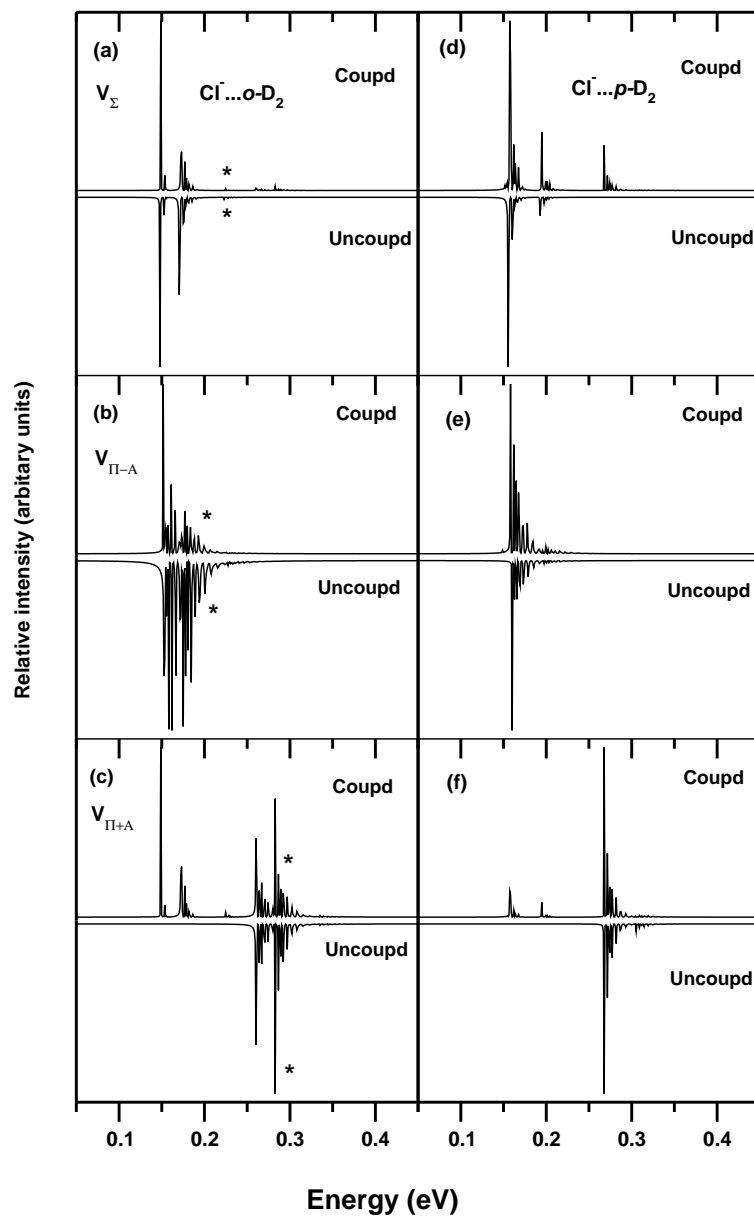 (a)
V_Σ
Cl⁻...o-D₂
Coupd
*
*
Uncoupd
(d)
Cl⁻...p-D₂
Coupd
Uncoupd
(b)
V_Π−A
Coupd
*
*
Uncoupd
(e)
Coupd
Uncoupd
(c)
V_Π+A
Coupd
*
Uncoupd
*
(f)
Coupd
Uncoupd
0.1 0.2 0.3 0.4 0.1 0.2 0.3 0.4
Relative intensity (arbitary units)
Energy (eV)